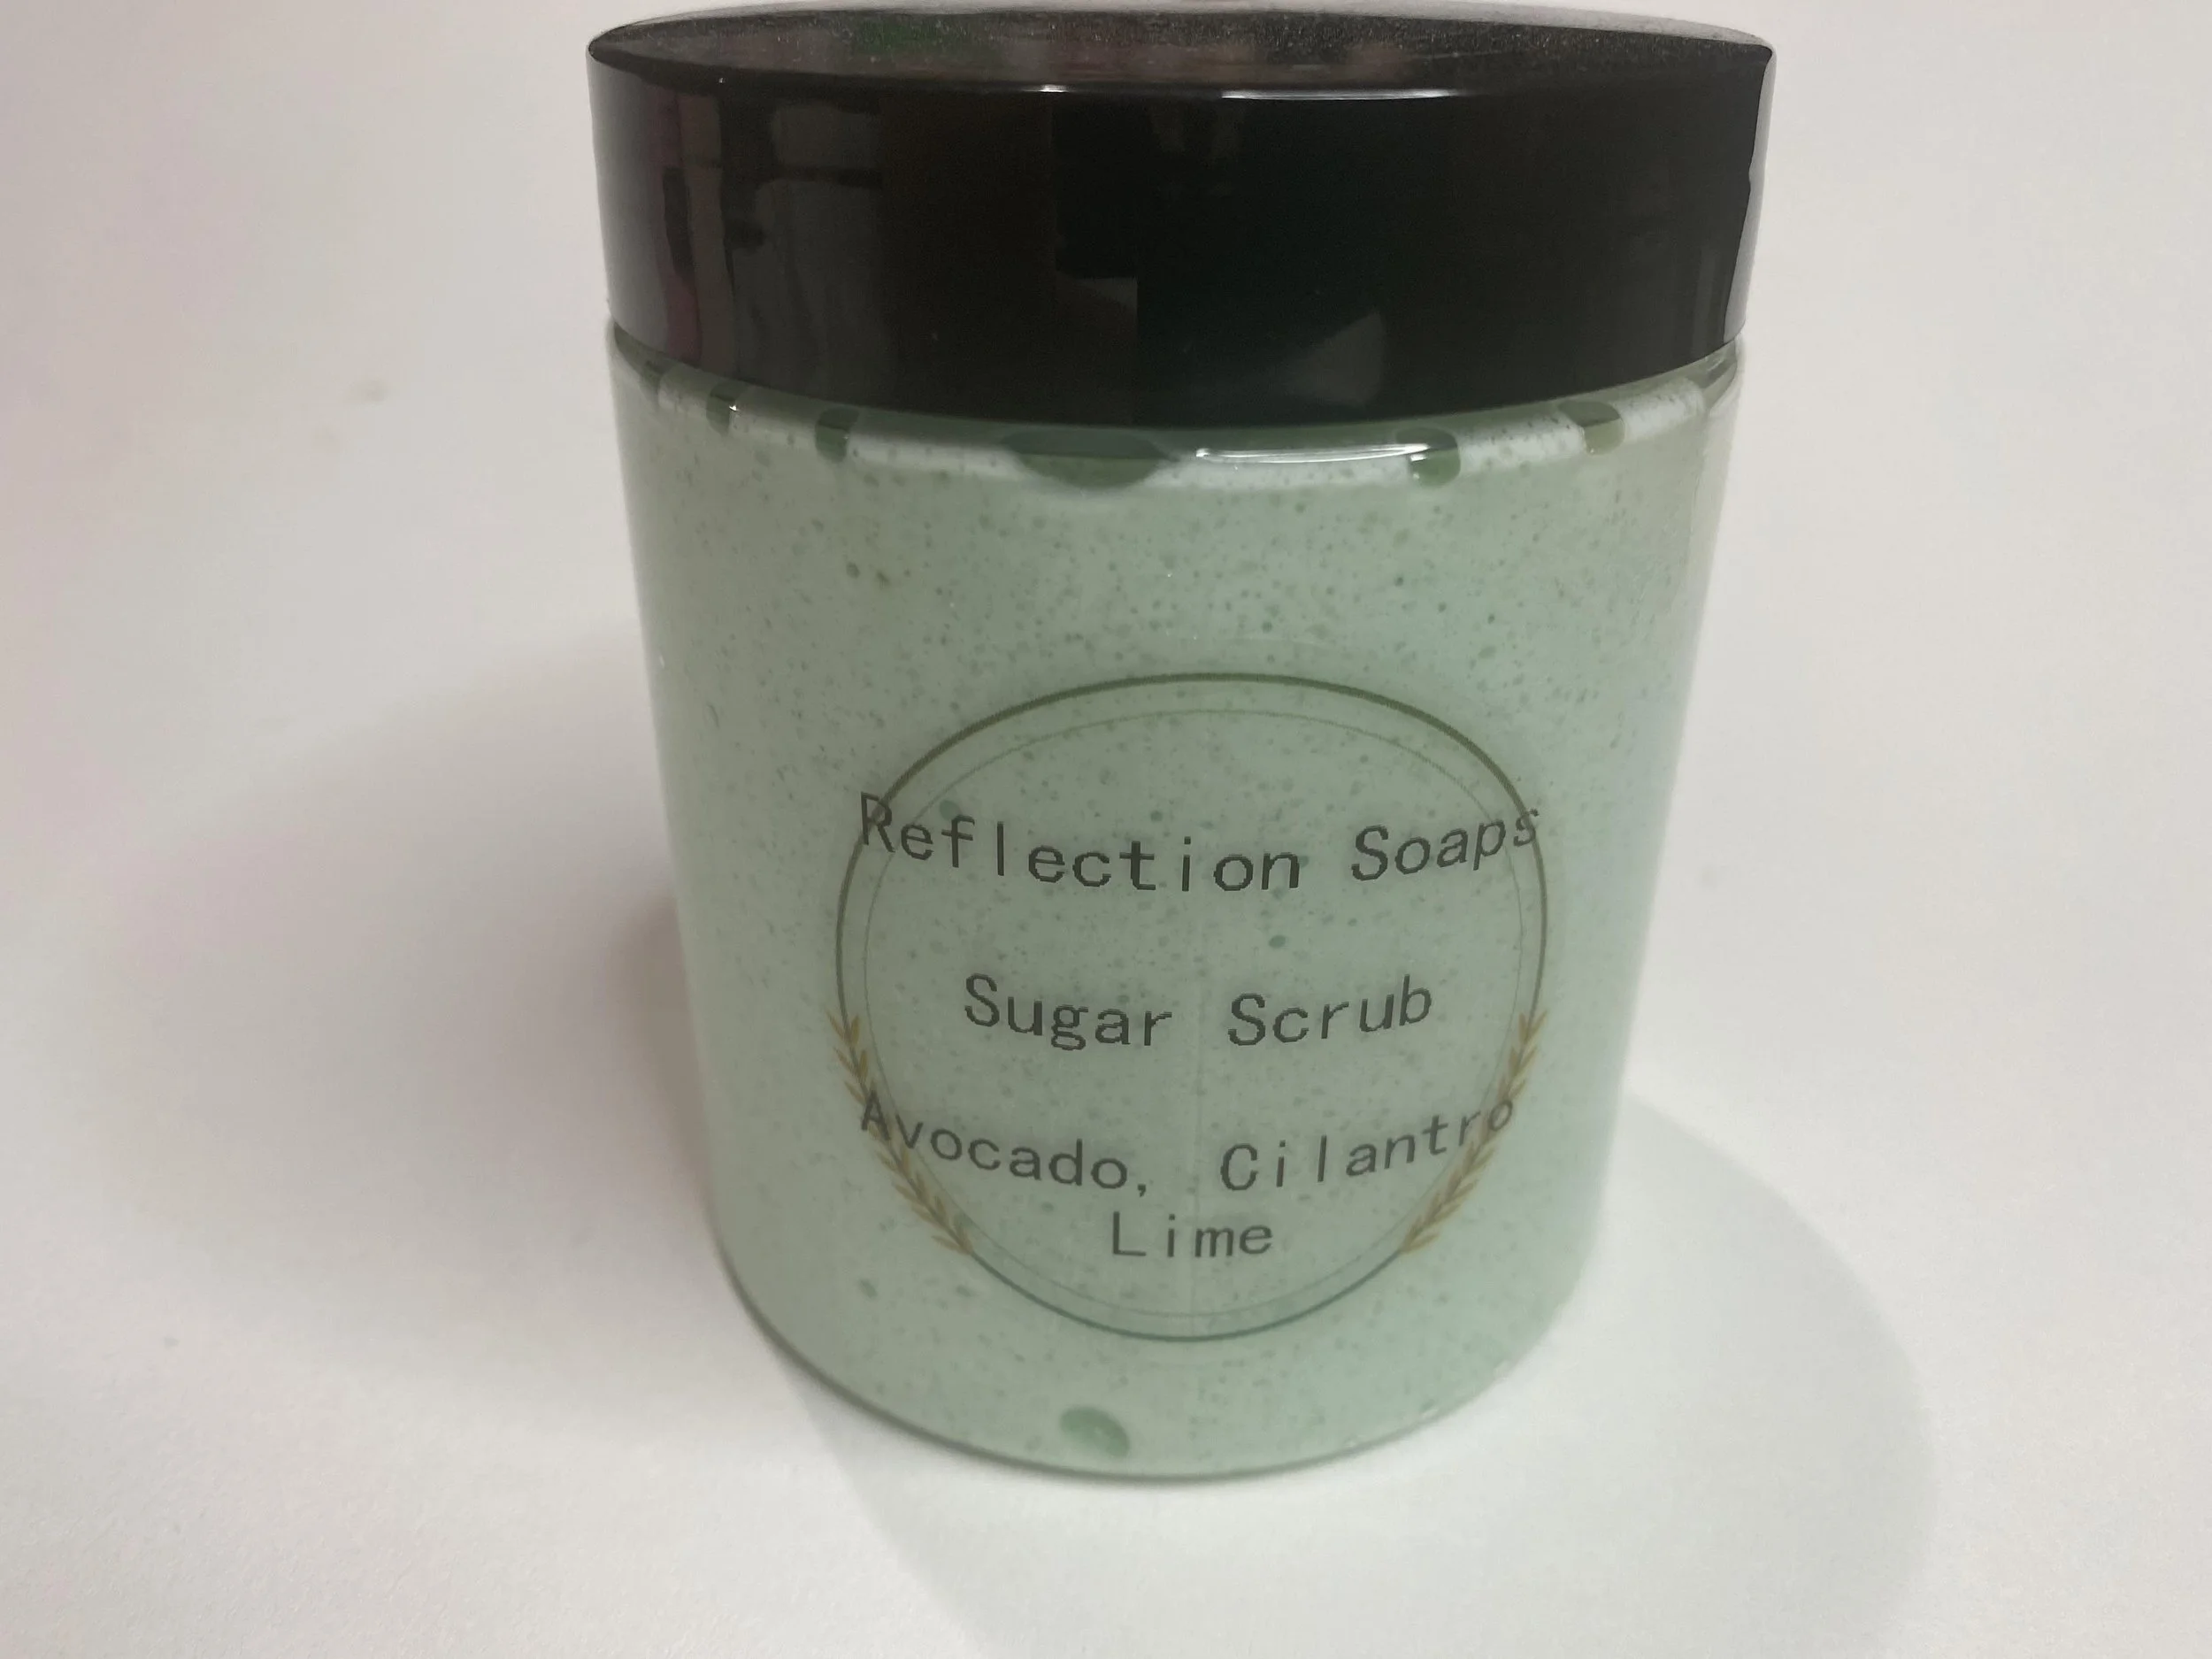 Reflection Soaps
Sugar Scrub
Avocado, Cilantro
Lime